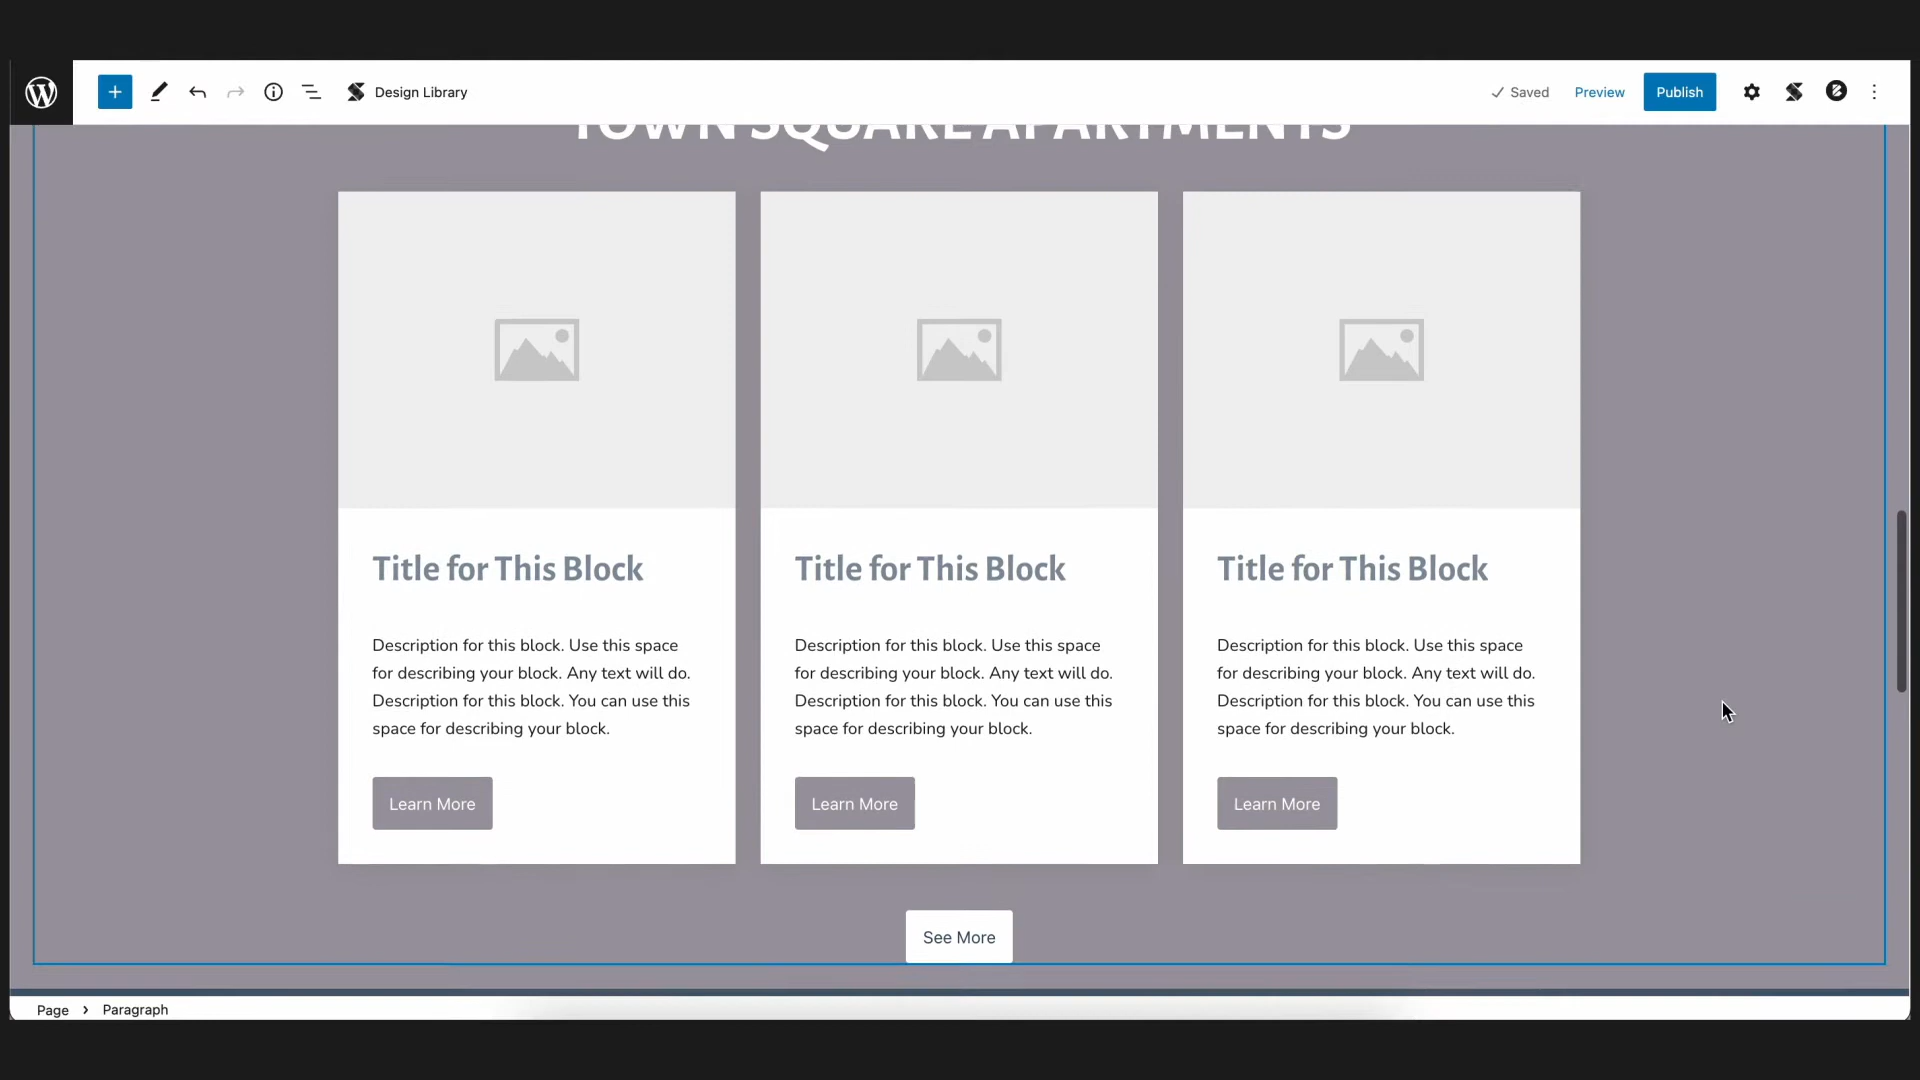 Design Library
Saved
Preview
Publish
TOWN SQUARE APARTMENTS
Title for This Block
Description for this block. Use this space
for describing your block. Any text will do.
Description for this block. You can use this
space for describing your block.
Learn More
Title for This Block
Description for this block. Use this space
for describing your block. Any text will do.
Description for this block. You can use this
space for describing your block.
Learn More
Title for This Block
Description for this block. Use this space
for describing your block. Any text will do.
Description for this block. You can use this
space for describing your block.
Learn More
See More
Page > Paragraph